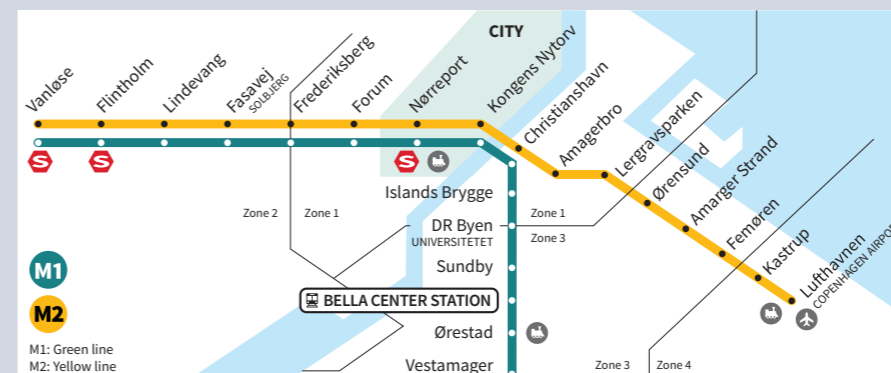 CITY
Vanløse
Flintholm
Lindevang
Fasavej
SOLBJERG
Frederiksberg
Forum
Nørreport
Kongens Nytorv
Christianshavn
Amagerbro
Lergravsparken
Ørensund
Amarger Strand
Femøren
Kastrup
Lufthavnen
COPENHAGEN AIRPORT
S
S
S
Islands Brygge
Zone 2
Zone 1
Zone 1
DR Byen
UNIVERSITETET
Zone 3
Sundby
M1
BELLA CENTER STATION
M2
Ørestad
M1: Green line
M2: Yellow line
Vestamager
Zone 3
Zone 4